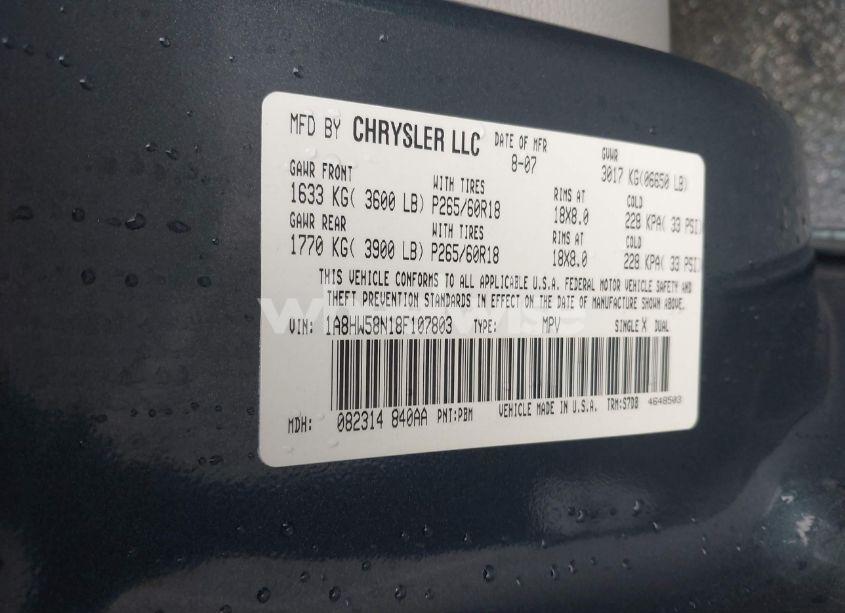 MFD BY CHRYSLER LLC DATE OF MFR 8-07 GVWR 3017 KG(06650 LB)
GAWR FRONT WITH TIRES RIMS AT COLD
1633 KG( 3600 LB) P265/60R18 18X8.0 228 KPA( 33 PSI)
GAWR REAR WITH TIRES RIMS AT COLD
1770 KG( 3900 LB) P265/60R18 18X8.0 228 KPA( 33 PSI)
THIS VEHICLE CONFORMS TO ALL APPLICABLE U.S.A. FEDERAL MOTOR VEHICLE SAFETY AND
THEFT PREVENTION STANDARDS IN EFFECT ON THE DATE OF MANUFACTURE SHOWN ABOVE.
VIN: 1A8HW58N18F107803 TYPE: MPV SINGLE X DUAL
MDH: 082314 840AA PNT:PBM VEHICLE MADE IN U.S.A. TRM:S7DB 4648503